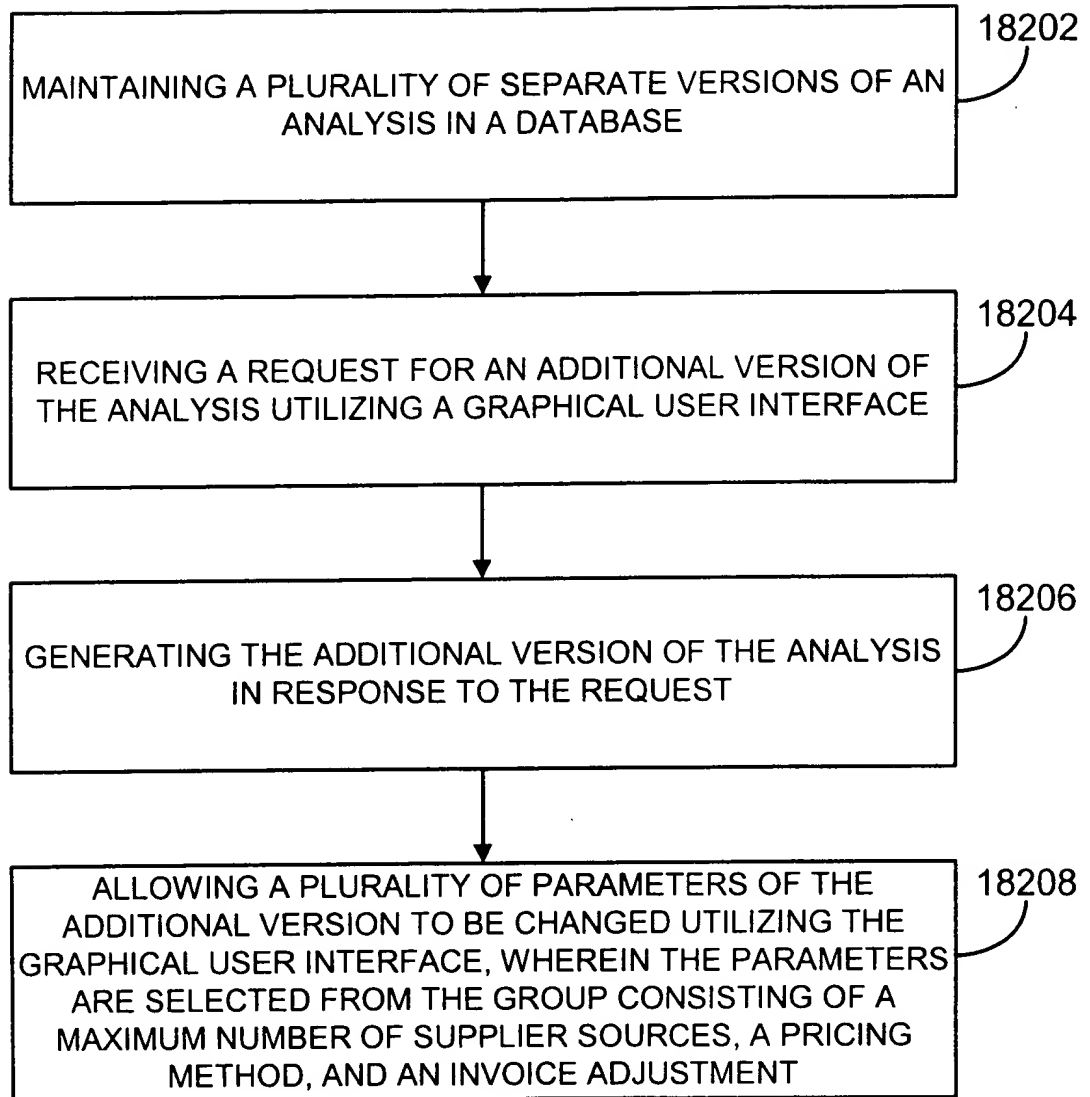 18202
MAINTAINING A PLURALITY OF SEPARATE VERSIONS OF AN
ANALYSIS IN A DATABASE
18204
RECEIVING A REQUEST FOR AN ADDITIONAL VERSION OF
THE ANALYSIS UTILIZING A GRAPHICAL USER INTERFACE
18206
GENERATING THE ADDITIONAL VERSION OF THE ANALYSIS
IN RESPONSE TO THE REQUEST
18208
ALLOWING A PLURALITY OF PARAMETERS OF THE
ADDITIONAL VERSION TO BE CHANGED UTILIZING THE
GRAPHICAL USER INTERFACE, WHEREIN THE PARAMETERS
ARE SELECTED FROM THE GROUP CONSISTING OF A
MAXIMUM NUMBER OF SUPPLIER SOURCES, A PRICING
METHOD, AND AN INVOICE ADJUSTMENT